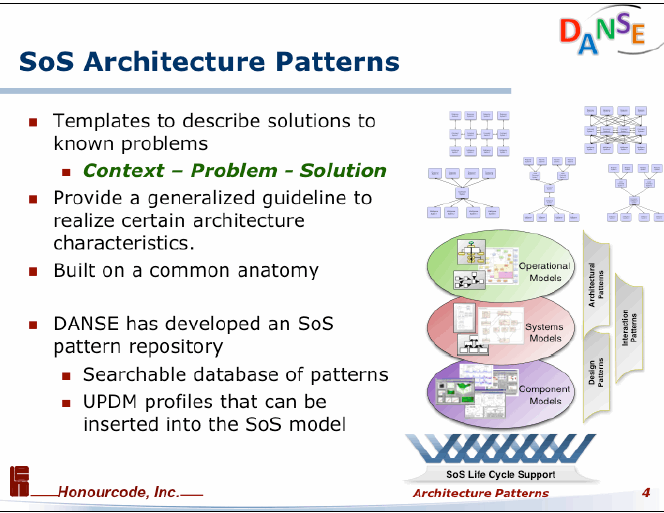 DANSE
SoS Architecture Patterns
Templates to describe solutions to
known problems
Context – Problem - Solution
Provide a generalized guideline to
realize certain architecture
characteristics.
Built on a common anatomy
DANSE has developed an SoS
pattern repository
Searchable database of patterns
UPDM profiles that can be
inserted into the SoS model
Operational
Models
Systems
Models
Component
Models
Architectural
Patterns
Design
Patterns
Interaction
Patterns
SoS Life Cycle Support
Honourcode, Inc.
Architecture Patterns
4